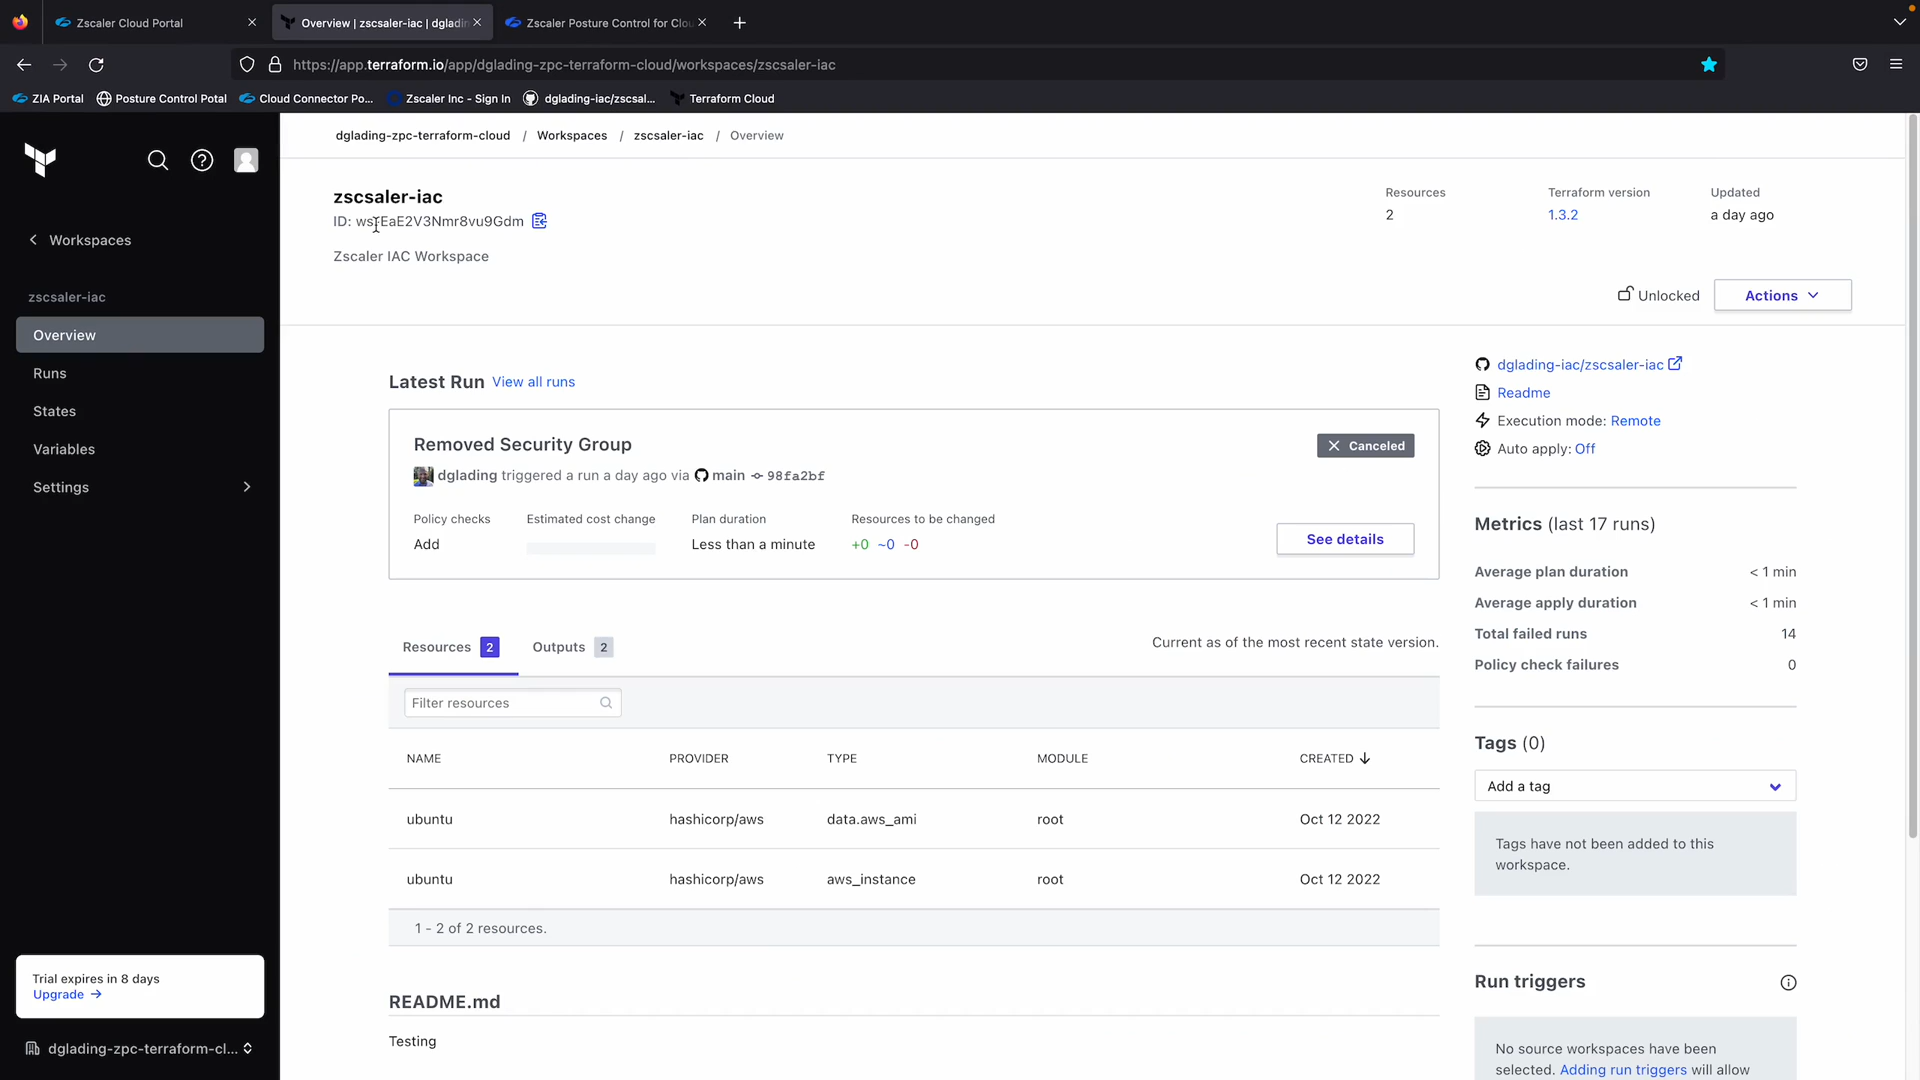 Zscaler Cloud Portal
Overview | zscsaler-iac | dgladin
Zscaler Posture Control for Clou
https://app.terraform.io/app/dglading-zpc-terraform-cloud/workspaces/zscsaler-iac
ZIA Portal
Posture Control Potal
Cloud Connector Po...
Zscaler Inc - Sign In
dglading-iac/zscsal...
Terraform Cloud
dglading-zpc-terraform-cloud / Workspaces / zscsaler-iac / Overview
Workspaces
zscsaler-iac
Overview
Runs
States
Variables
Settings
Trial expires in 8 days
Upgrade →
dglading-zpc-terraform-cl...
zscsaler-iac
ID: ws-EaE2V3Nmr8vu9Gdm
Zscaler IAC Workspace
Resources
2
Terraform version
1.3.2
Updated
a day ago
Unlocked
Actions
Latest Run View all runs
Removed Security Group
Canceled
dglading triggered a run a day ago via main 98fa2bf
Policy checks
Add
Estimated cost change
Plan duration
Less than a minute
Resources to be changed
+0 ~0 -0
See details
Resources 2
Outputs 2
Current as of the most recent state version.
Filter resources
NAME PROVIDER TYPE MODULE CREATED ↓
ubuntu hashicorp/aws data.aws_ami root Oct 12 2022
ubuntu hashicorp/aws aws_instance root Oct 12 2022
1 - 2 of 2 resources.
README.md
Testing
dglading-iac/zscsaler-iac
Readme
Execution mode: Remote
Auto apply: Off
Metrics (last 17 runs)
Average plan duration < 1 min
Average apply duration < 1 min
Total failed runs 14
Policy check failures 0
Tags (0)
Add a tag
Tags have not been added to this
workspace.
Run triggers
No source workspaces have been
selected. Adding run triggers will allow